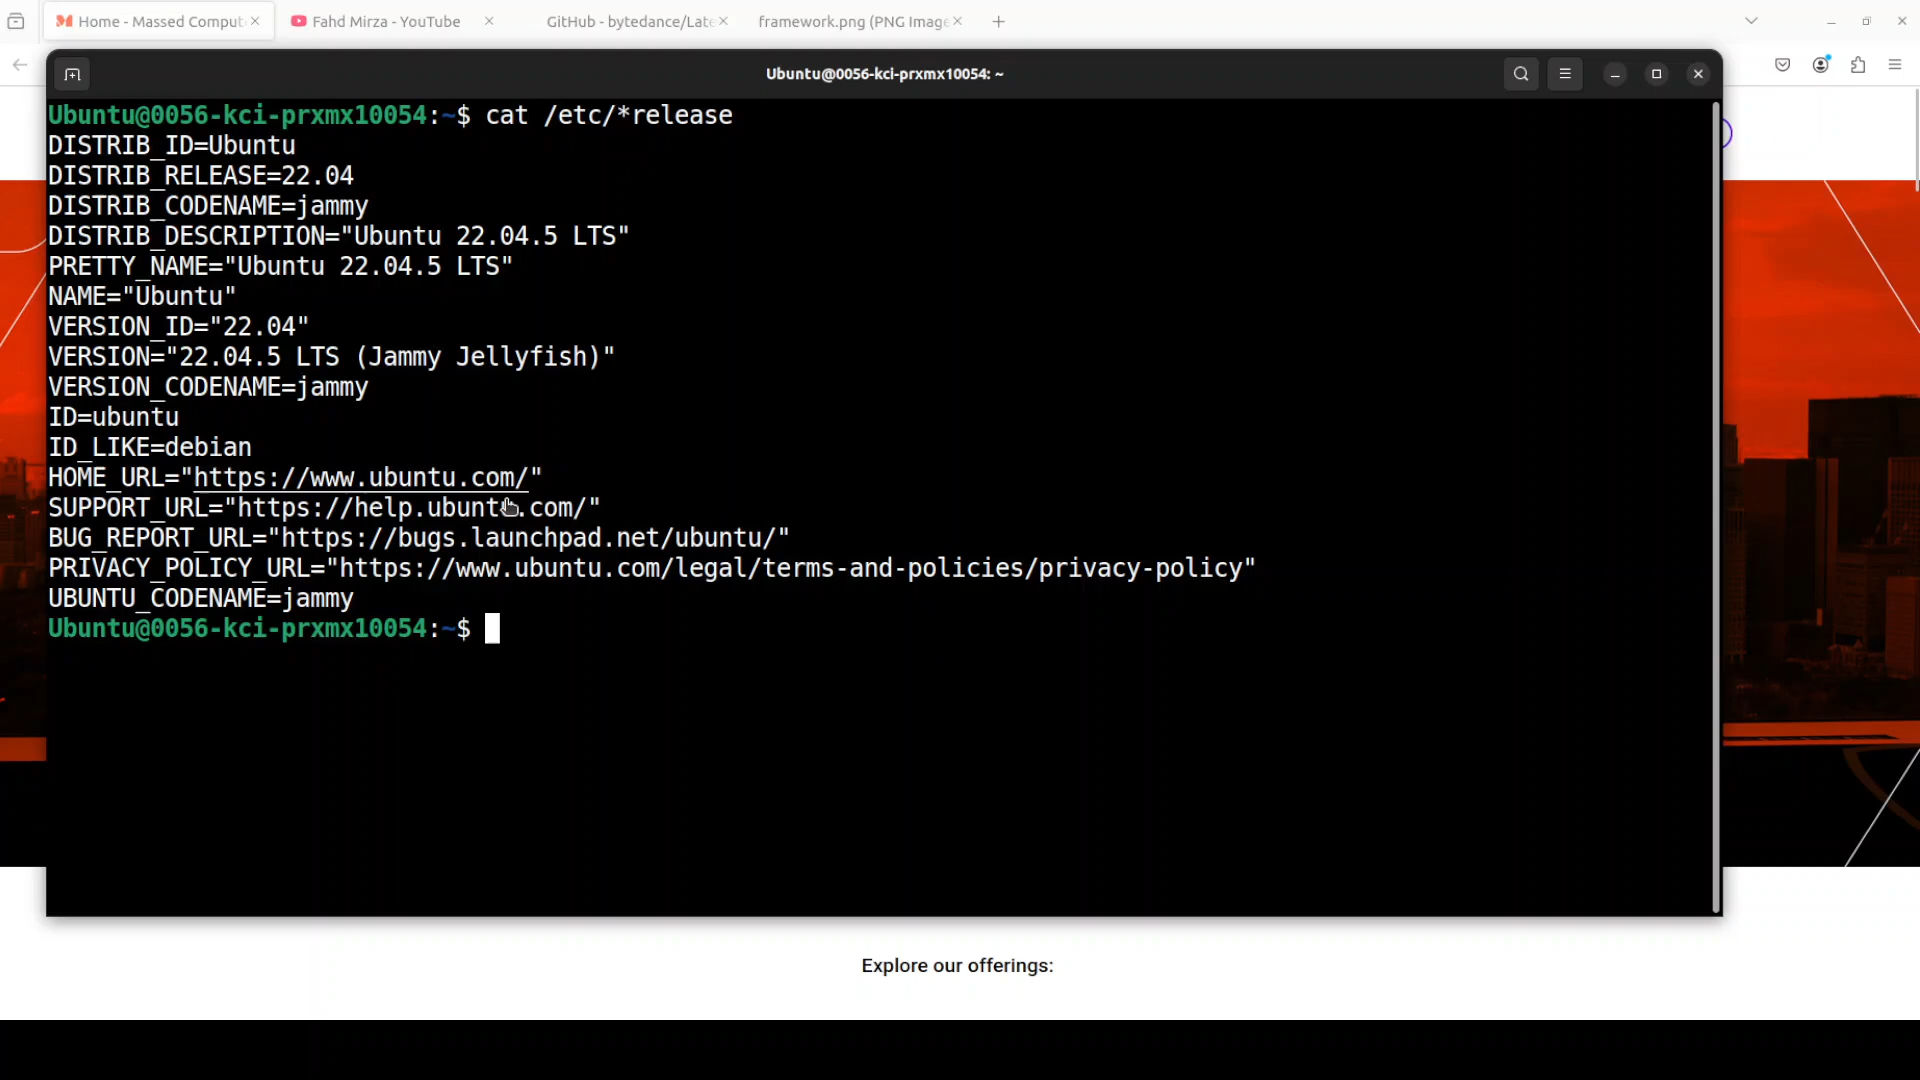 Home - Massed Comput
Fahd Mirza - YouTube
GitHub - bytedance/Late
framework.png (PNG Image
Ubuntu@0056-kci-prxmx10054: ~
Ubuntu@0056-kci-prxmx10054:~$ cat /etc/*release
DISTRIB_ID=Ubuntu
DISTRIB_RELEASE=22.04
DISTRIB_CODENAME=jammy
DISTRIB_DESCRIPTION="Ubuntu 22.04.5 LTS"
PRETTY_NAME="Ubuntu 22.04.5 LTS"
NAME="Ubuntu"
VERSION_ID="22.04"
VERSION="22.04.5 LTS (Jammy Jellyfish)"
VERSION_CODENAME=jammy
ID=ubuntu
ID_LIKE=debian
HOME_URL="https://www.ubuntu.com/"
SUPPORT_URL="https://help.ubuntu.com/"
BUG_REPORT_URL="https://bugs.launchpad.net/ubuntu/"
PRIVACY_POLICY_URL="https://www.ubuntu.com/legal/terms-and-policies/privacy-policy"
UBUNTU_CODENAME=jammy
Ubuntu@0056-kci-prxmx10054:~$
Explore our offerings: